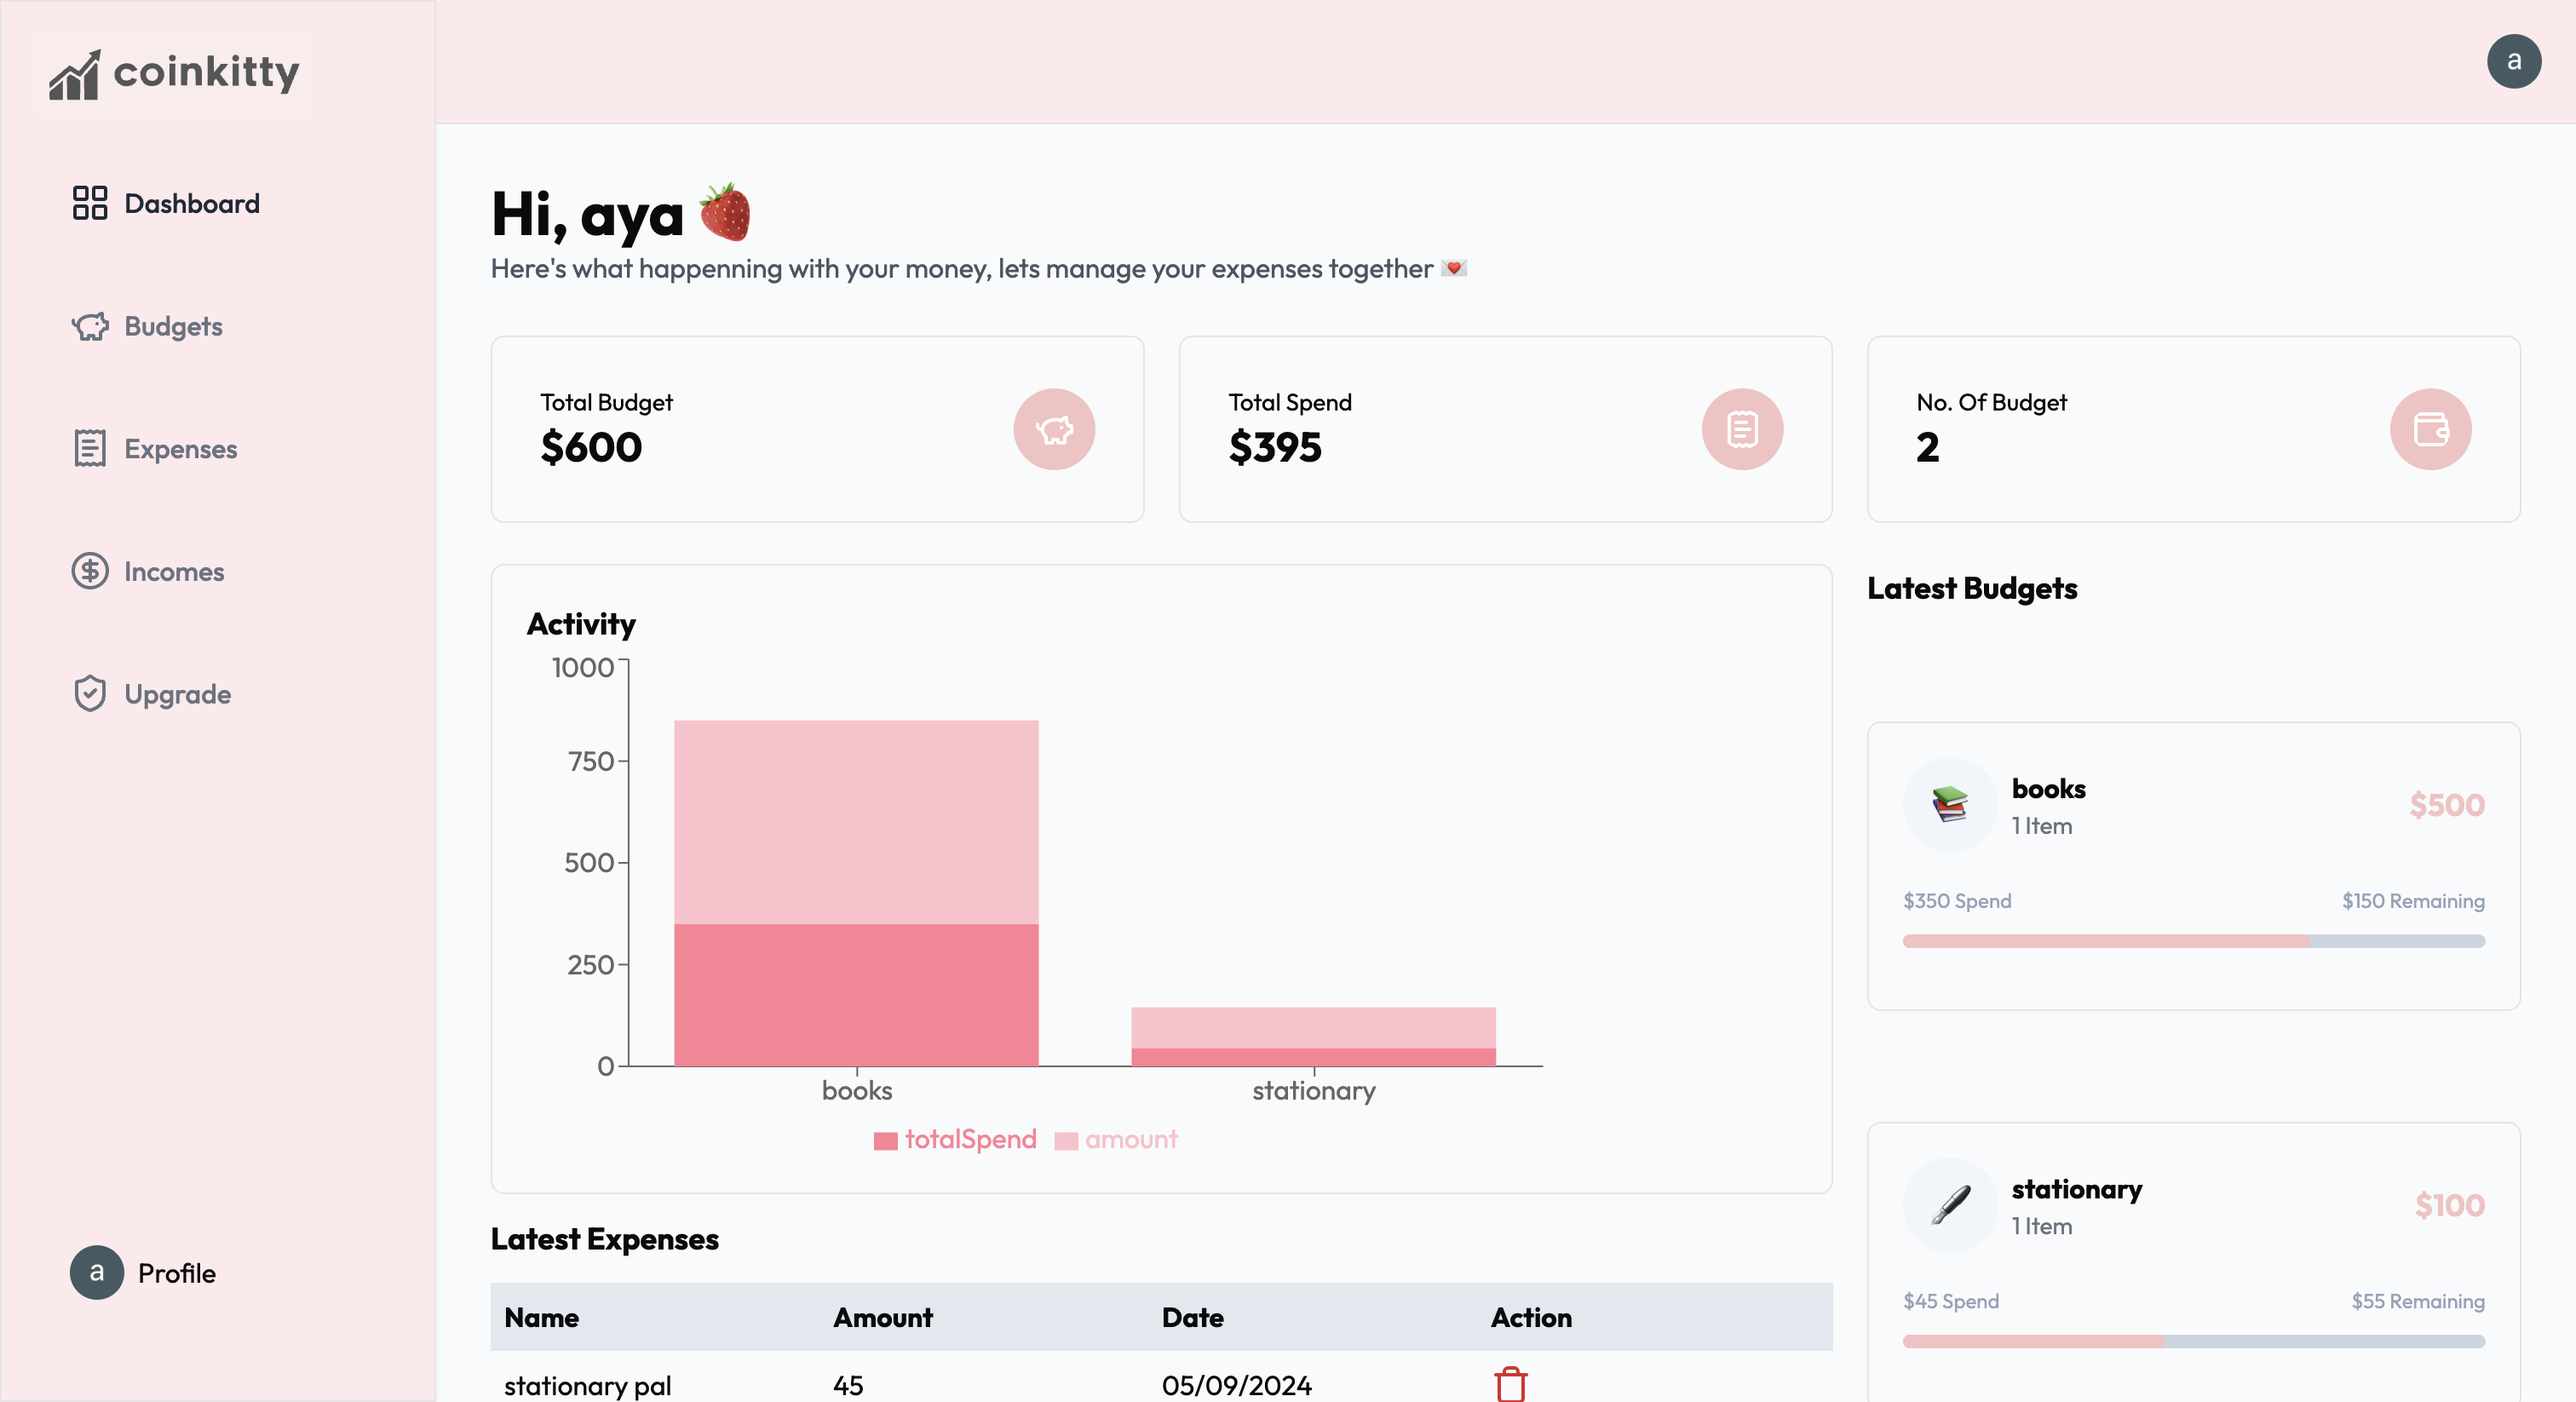 coinkitty
a
Dashboard
Budgets
Expenses
Incomes
Upgrade
a Profile
Hi, aya 🍓
Here's what happenning with your money, lets manage your expenses together 💌
Total Budget
$600
Total Spend
$395
No. Of Budget
2
Activity
1000
750
500
250
0
books stationary
totalSpend amount
Latest Expenses
Name Amount Date Action
stationary pal 45 05/09/2024
Latest Budgets
books
1 Item
$500
$350 Spend $150 Remaining
stationary
1 Item
$100
$45 Spend $55 Remaining